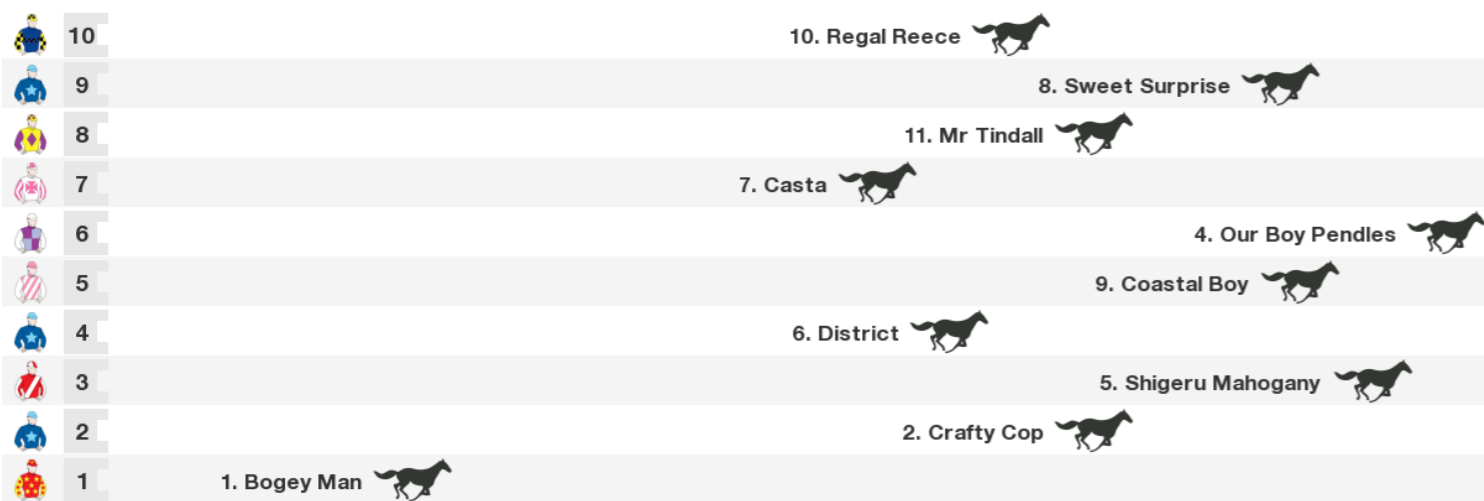 10 10. Regal Reece
9 8. Sweet Surprise
8 11. Mr Tindall
7 7. Casta
6 4. Our Boy Pendles
5 9. Coastal Boy
4 6. District
3 5. Shigeru Mahogany
2 2. Crafty Cop
1 1. Bogey Man